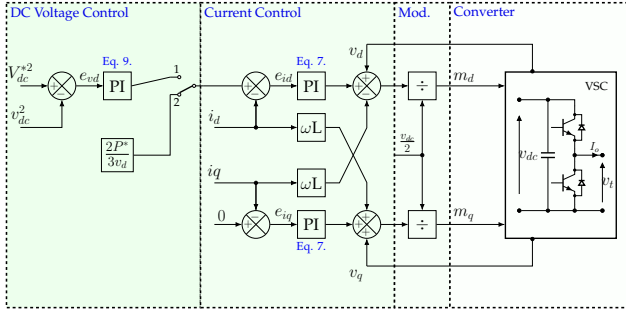 DC Voltage Control
Current Control
Mod.
Converter
V*2dc
evd
Eq. 9.
PI
1
2
v2dc
2P*
3vd
eid
Eq. 7.
PI
vd
÷
md
id
ωL
vdc
2
iq
ωL
0
eiq
PI
Eq. 7.
vq
÷
mq
VSC
vdc
Io
vt